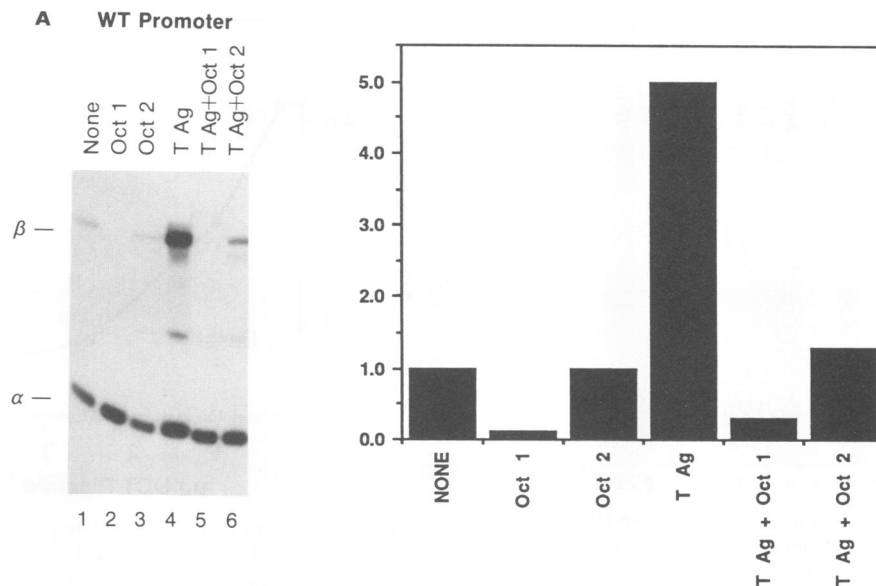 A WT Promoter
None
Oct 1
Oct 2
T Ag
T Ag+Oct 1
T Ag+Oct 2
β —
α —
1 2 3 4 5 6
5.0
4.0
3.0
2.0
1.0
0.0
NONE
Oct 1
Oct 2
T Ag
T Ag + Oct 1
T Ag + Oct 2